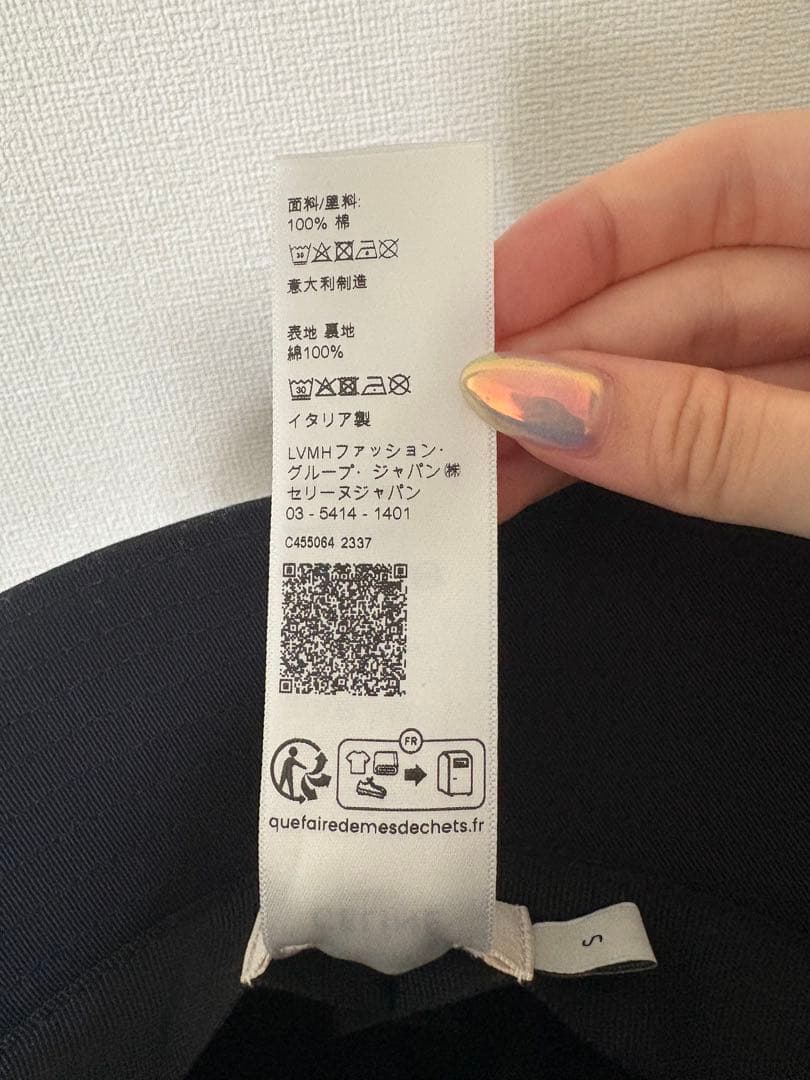 面料/里料:
100% 棉
30
意大利制造
表地 裏地
綿100%
30
イタリア製
LVMHファッション・
グループ・ジャパン㈱
セリーヌジャパン
03 - 5414 - 1401
C455064 2337
FR
quefairedemesdechets.fr
S